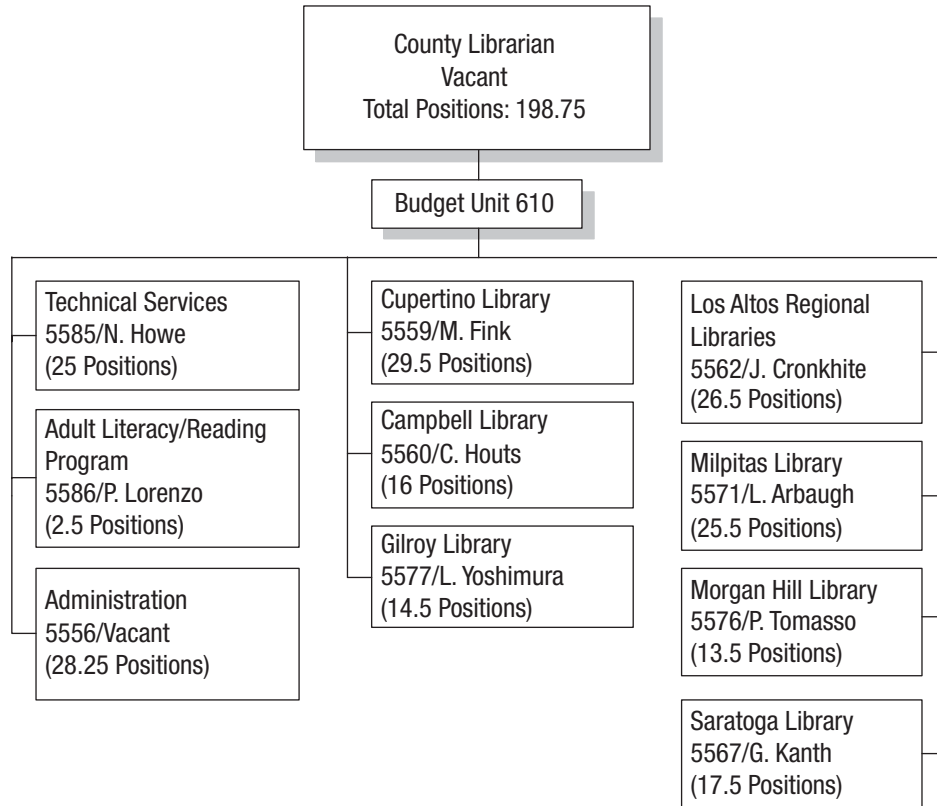 County Librarian
Vacant
Total Positions: 198.75
Budget Unit 610
Technical Services
5585/N. Howe
(25 Positions)
Adult Literacy/Reading
Program
5586/P. Lorenzo
(2.5 Positions)
Administration
5556/Vacant
(28.25 Positions)
Cupertino Library
5559/M. Fink
(29.5 Positions)
Campbell Library
5560/C. Houts
(16 Positions)
Gilroy Library
5577/L. Yoshimura
(14.5 Positions)
Los Altos Regional
Libraries
5562/J. Cronkhite
(26.5 Positions)
Milpitas Library
5571/L. Arbaugh
(25.5 Positions)
Morgan Hill Library
5576/P. Tomasso
(13.5 Positions)
Saratoga Library
5567/G. Kanth
(17.5 Positions)